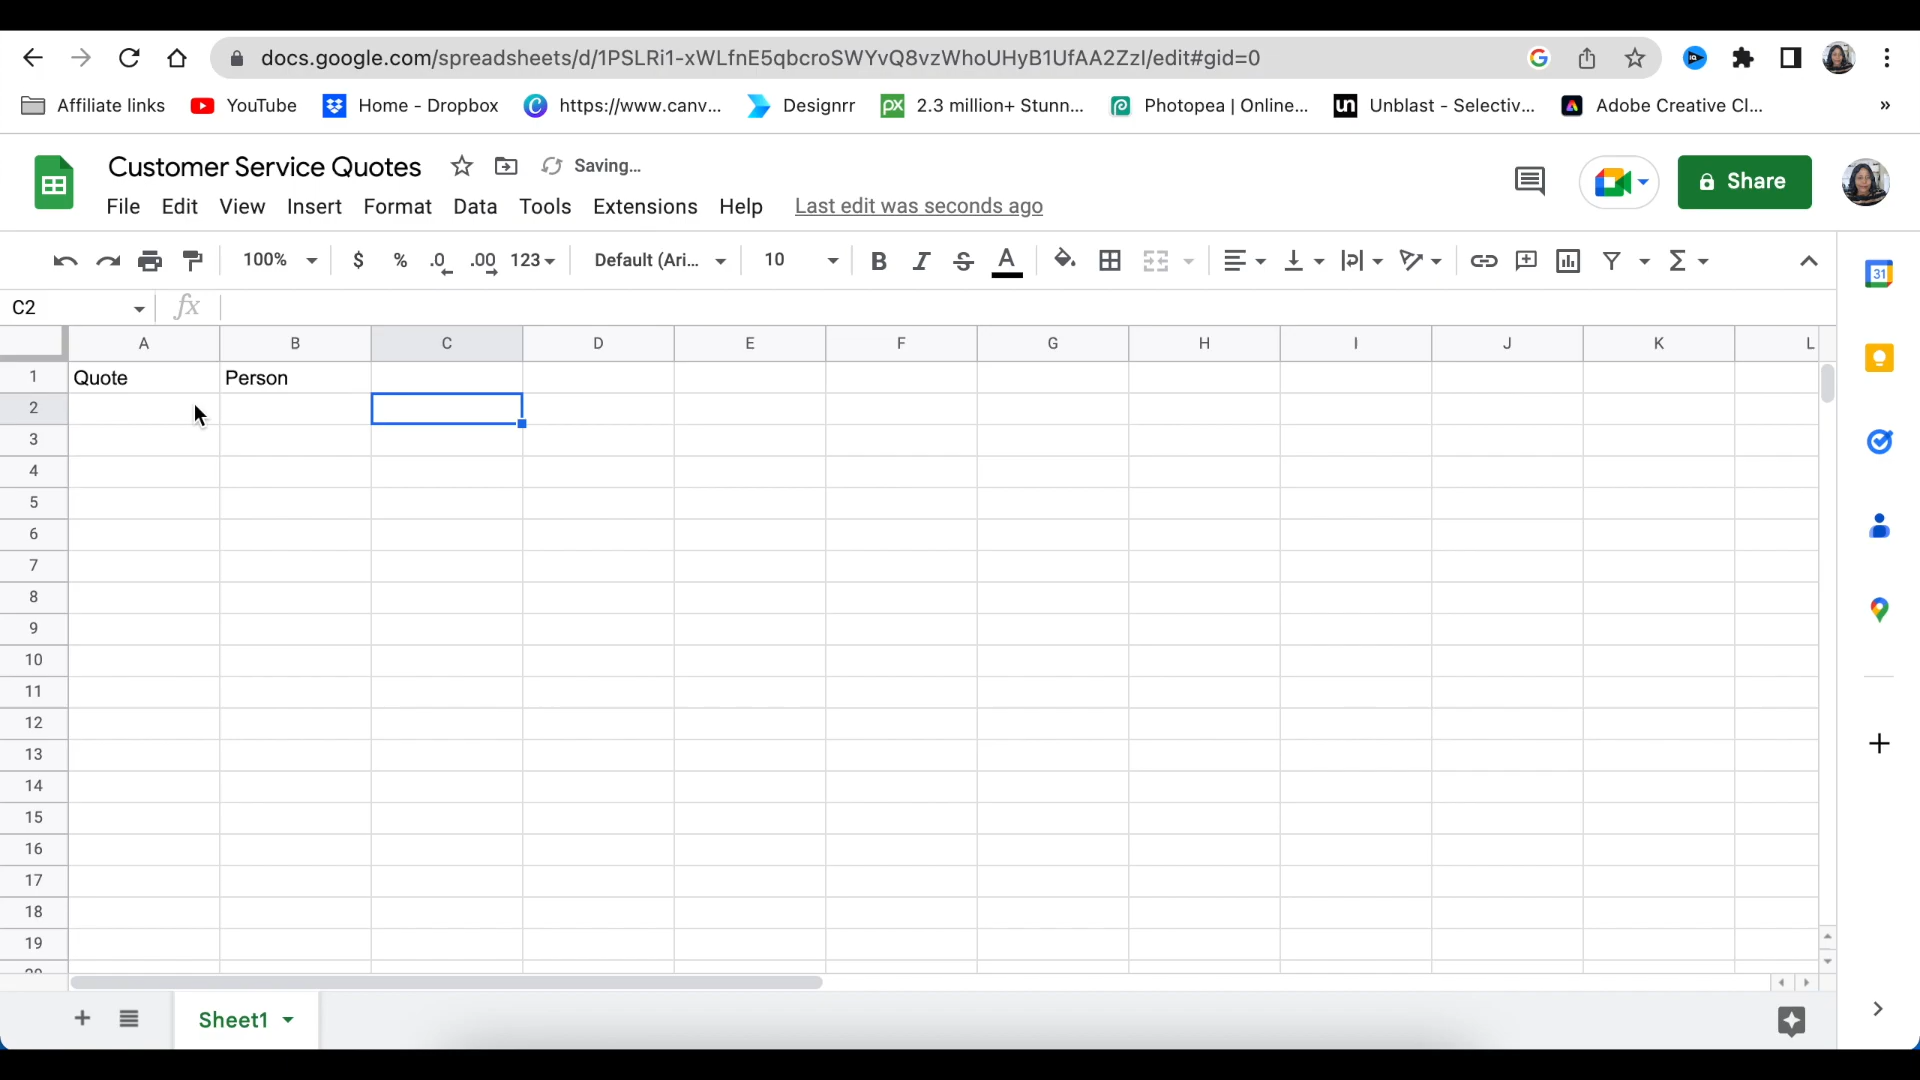 docs.google.com/spreadsheets/d/1PSLRi1-xWLfnE5qbcroSWYvQ8vzWhoUHyB1UfAA2ZzI/edit#gid=0
Affiliate links YouTube Home - Dropbox https://www.canv... Designrr 2.3 million+ Stunn... Photopea | Online... Unblast - Selectiv... Adobe Creative Cl... »
Customer Service Quotes Saving...
File Edit View Insert Format Data Tools Extensions Help Last edit was seconds ago
Share
100% $ % .0 .00 123 Default (Ari... 10 B I S A Σ
31
C2 fx
A B C D E F G H I J K L
1 Quote Person
2
3
4
5
6
7
8
9
10
11
12
13
14
15
16
17
18
19
20
Sheet1